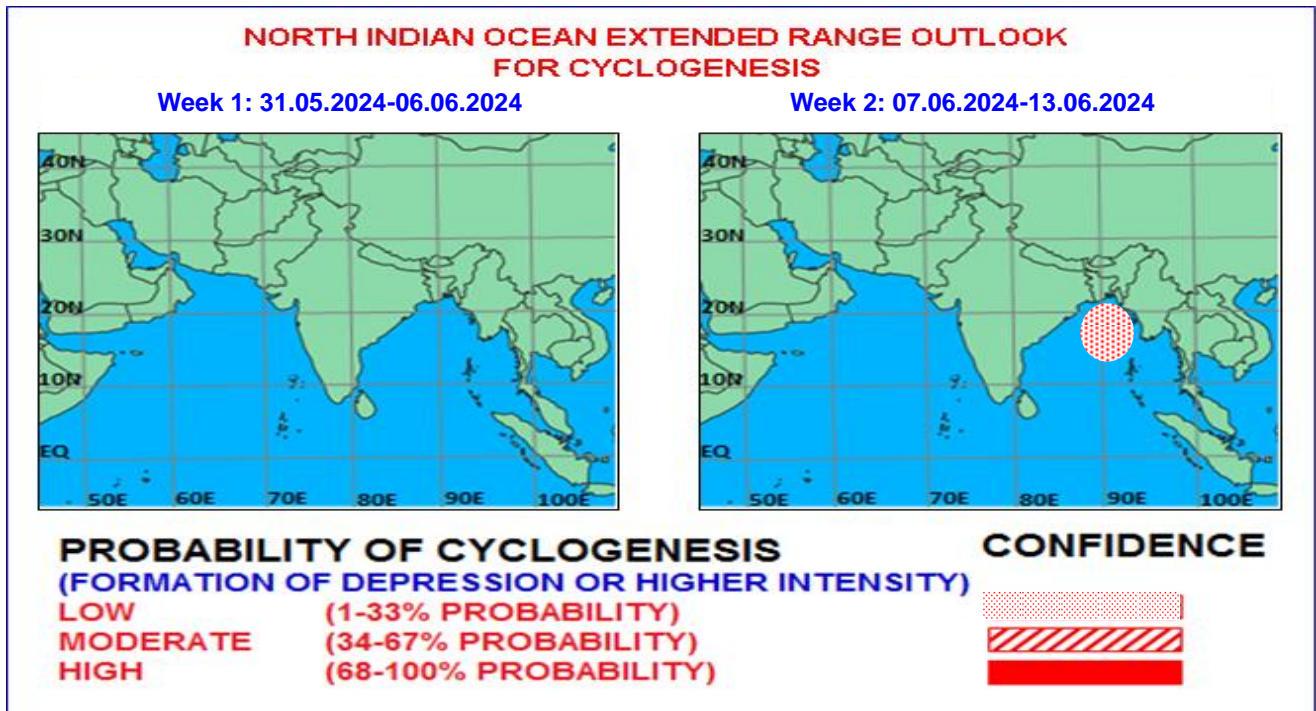 NORTH INDIAN OCEAN EXTENDED RANGE OUTLOOK
FOR CYCLOGENESIS
Week 1: 31.05.2024-06.06.2024
Week 2: 07.06.2024-13.06.2024
40N
30N
20N
10N
EQ
50E 60E 70E 80E 90E 100E
40N
30N
20N
10N
EQ
50E 60E 70E 80E 90E 100E
PROBABILITY OF CYCLOGENESIS CONFIDENCE
(FORMATION OF DEPRESSION OR HIGHER INTENSITY)
LOW (1-33% PROBABILITY)
MODERATE (34-67% PROBABILITY)
HIGH (68-100% PROBABILITY)